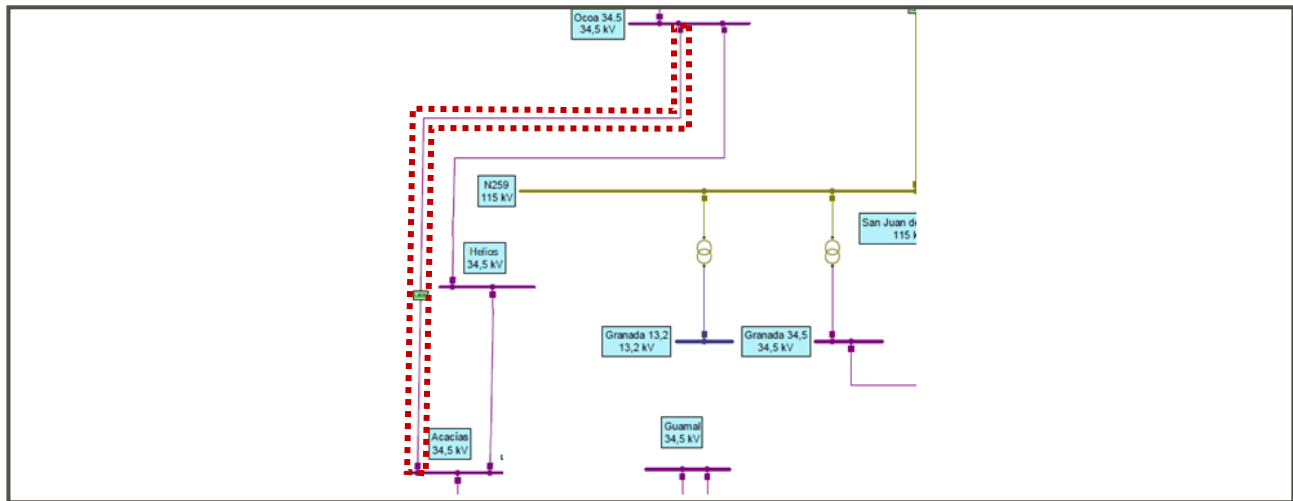 Ocoa 34.5
34,5 kV
N259
115 kV
San Juan de
115 k
Helios
34,5 kV
Granada 13,2
13,2 kV
Granada 34,5
34,5 kV
Acacías
34,5 kV
Guamal
34,5 kV